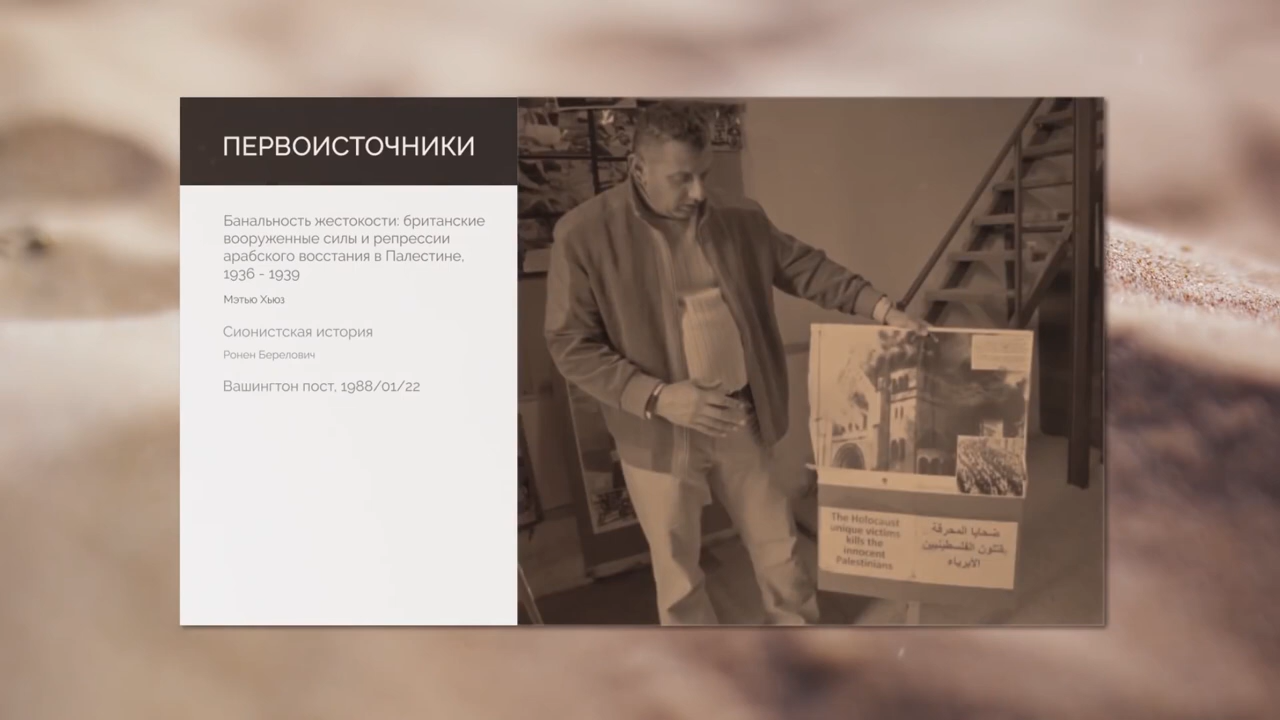 ПЕРВОИСТОЧНИКИ
Банальность жестокости: британские
вооруженные силы и репрессии
арабского восстания в Палестине,
1936 - 1939
Мэтью Хьюз
Сионистская история
Ронен Берелович
Вашингтон пост, 1988/01/22
The Holocaust
unique victims
kills the
innocent
Palestinians
ضحايا المحرقة
يقتلون الفلسطينيين
الأبرياء